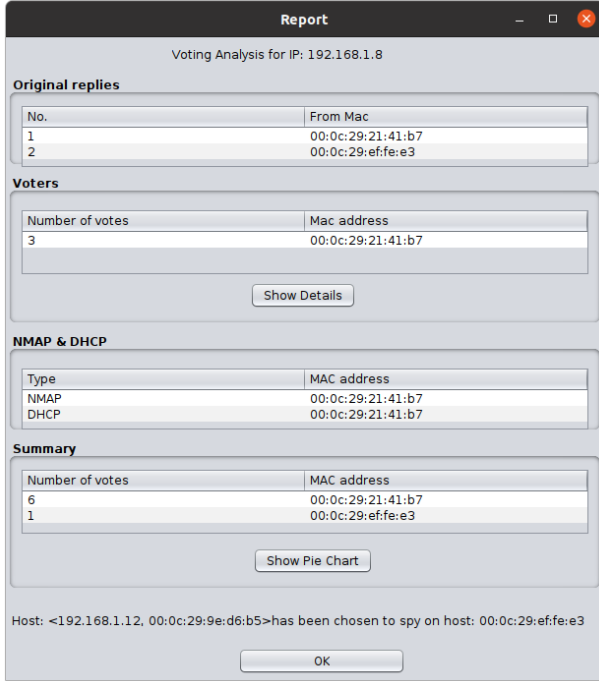 Report
Voting Analysis for IP: 192.168.1.8
Original replies
No. From Mac
1 00:0c:29:21:41:b7
2 00:0c:29:ef:fe:e3
Voters
Number of votes Mac address
3 00:0c:29:21:41:b7
Show Details
NMAP & DHCP
Type MAC address
NMAP 00:0c:29:21:41:b7
DHCP 00:0c:29:21:41:b7
Summary
Number of votes MAC address
6 00:0c:29:21:41:b7
1 00:0c:29:ef:fe:e3
Show Pie Chart
Host: <192.168.1.12, 00:0c:29:9e:d6:b5>has been chosen to spy on host: 00:0c:29:ef:fe:e3
OK